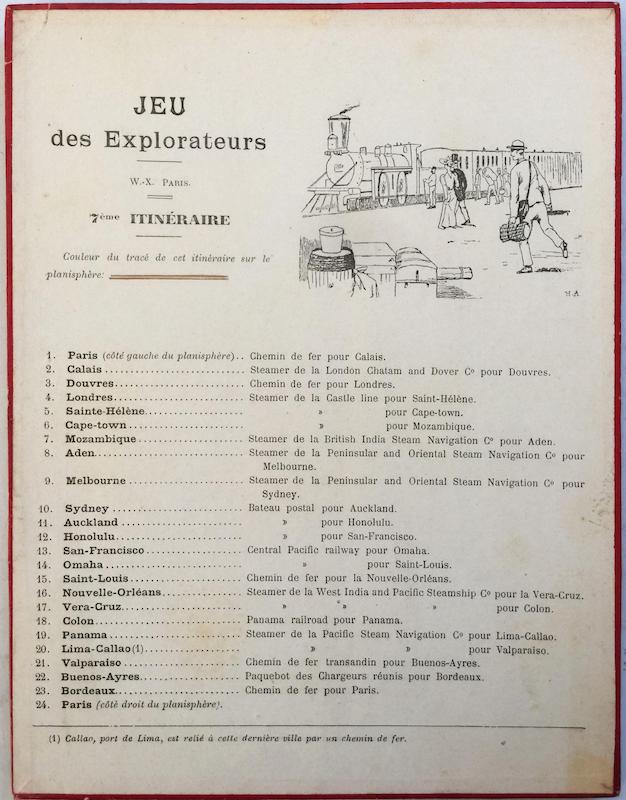 JEU
des Explorateurs
W.-X. Paris.
7ème ITINÉRAIRE
Couleur du tracé de cet itinéraire sur le
planisphère:
H.A.
1. Paris (côté gauche du planisphère).. Chemin de fer pour Calais.
2. Calais ........................ Steamer de la London Chatam and Dover Co pour Douvres.
3. Douvres........................ Chemin de fer pour Londres.
4. Londres........................ Steamer de la Castle line pour Saint-Hélène.
5. Sainte-Hélène.................. » pour Cape-town.
6. Cape-town ..................... » pour Mozambique.
7. Mozambique .................... Steamer de la British India Steam Navigation Co pour Aden.
8. Aden........................... Steamer de la Peninsular and Oriental Steam Navigation Co pour
Melbourne.
9. Melbourne ..................... Steamer de la Peninsular and Oriental Steam Navigation Co pour
Sydney.
10. Sydney ....................... Bateau postal pour Auckland.
11. Auckland ..................... » pour Honolulu.
12. Honolulu...................... » pour San-Francisco.
13. San-Francisco................. Central Pacific railway pour Omaha.
14. Omaha ........................ » pour Saint-Louis.
15. Saint-Louis................... Chemin de fer pour la Nouvelle-Orléans.
16. Nouvelle-Orléans.............. Steamer de la West India and Pacific Steamship Co pour la Vera-Cruz.
17. Vera-Cruz..................... » » » pour Colon.
18. Colon......................... Panama railroad pour Panama.
19. Panama ....................... Steamer de la Pacific Steam Navigation Co pour Lima-Callao.
20. Lima-Callao (1)............... » » pour Valparaiso.
21. Valparaiso ................... Chemin de fer transandin pour Buenos-Ayres.
22. Buenos-Ayres.................. Paquebot des Chargeurs réunis pour Bordeaux.
23. Bordeaux...................... Chemin de fer pour Paris.
24. Paris (côté droit du planisphère).
(1) Callao, port de Lima, est relié à cette dernière ville par un chemin de fer.